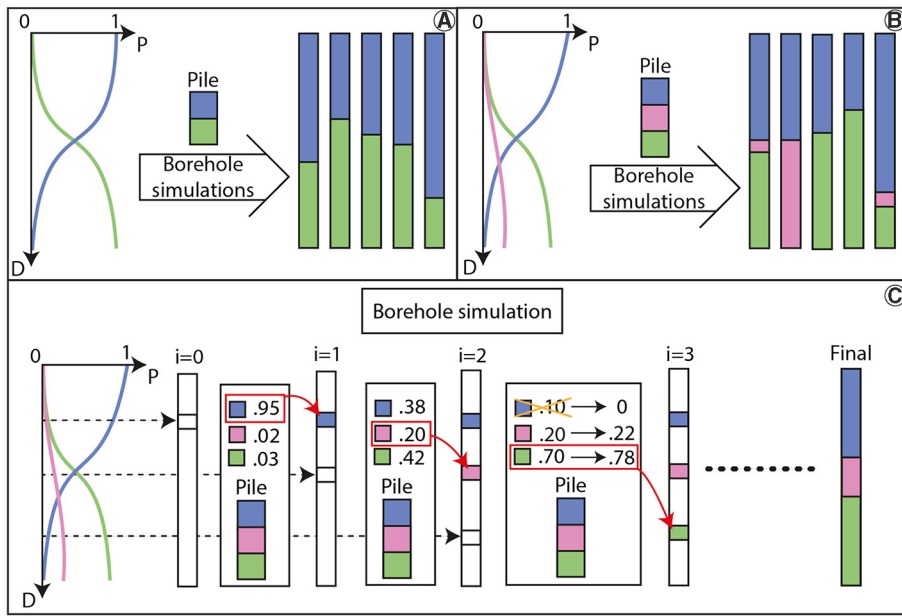 A
0 1
P
Pile
Borehole
simulations
D
B
0 1
P
Pile
Borehole
simulations
D
C
Borehole simulation
0 1
P
D
i=0
.95
.02
.03
Pile
i=1
.38
.20
.42
Pile
i=2
.10 → 0
.20 → .22
.70 → .78
Pile
i=3
Final